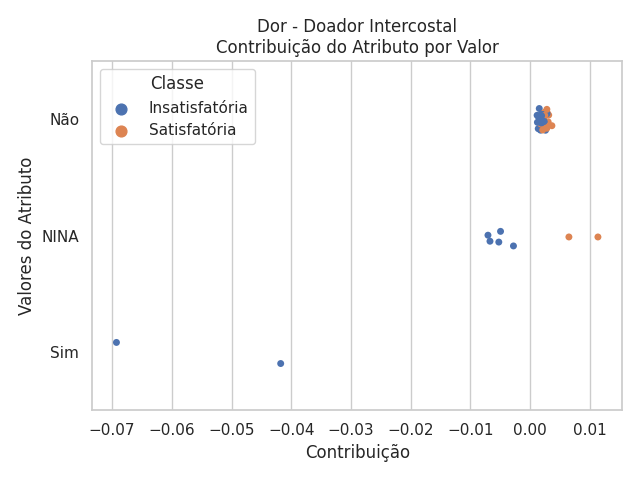 Dor - Doador Intercostal
Contribuição do Atributo por Valor
Classe
Insatisfatória
Satisfatória
Valores do Atributo
Não
NINA
Sim
−0.07 −0.06 −0.05 −0.04 −0.03 −0.02 −0.01 0.00 0.01
Contribuição